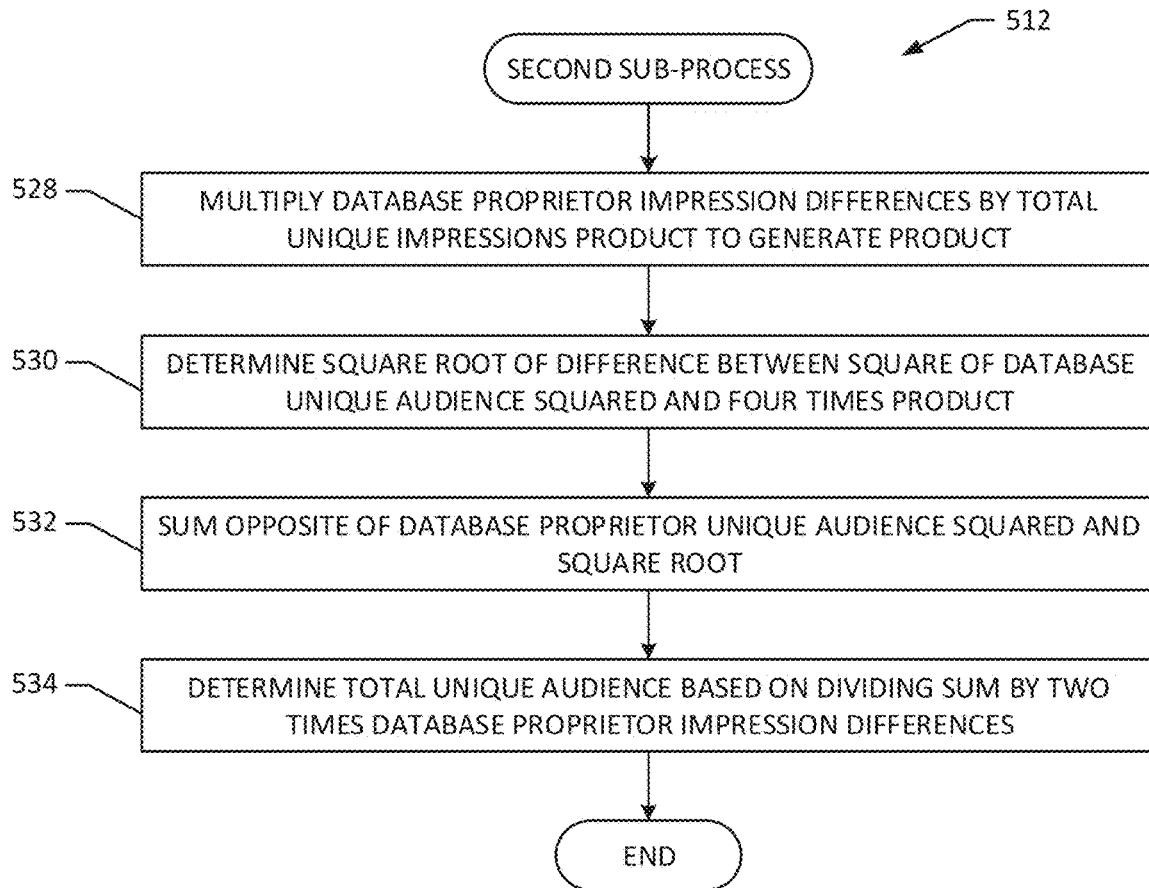 512
SECOND SUB-PROCESS
528
MULTIPLY DATABASE PROPRIETOR IMPRESSION DIFFERENCES BY TOTAL
UNIQUE IMPRESSIONS PRODUCT TO GENERATE PRODUCT
530
DETERMINE SQUARE ROOT OF DIFFERENCE BETWEEN SQUARE OF DATABASE
UNIQUE AUDIENCE SQUARED AND FOUR TIMES PRODUCT
532
SUM OPPOSITE OF DATABASE PROPRIETOR UNIQUE AUDIENCE SQUARED AND
SQUARE ROOT
534
DETERMINE TOTAL UNIQUE AUDIENCE BASED ON DIVIDING SUM BY TWO
TIMES DATABASE PROPRIETOR IMPRESSION DIFFERENCES
END